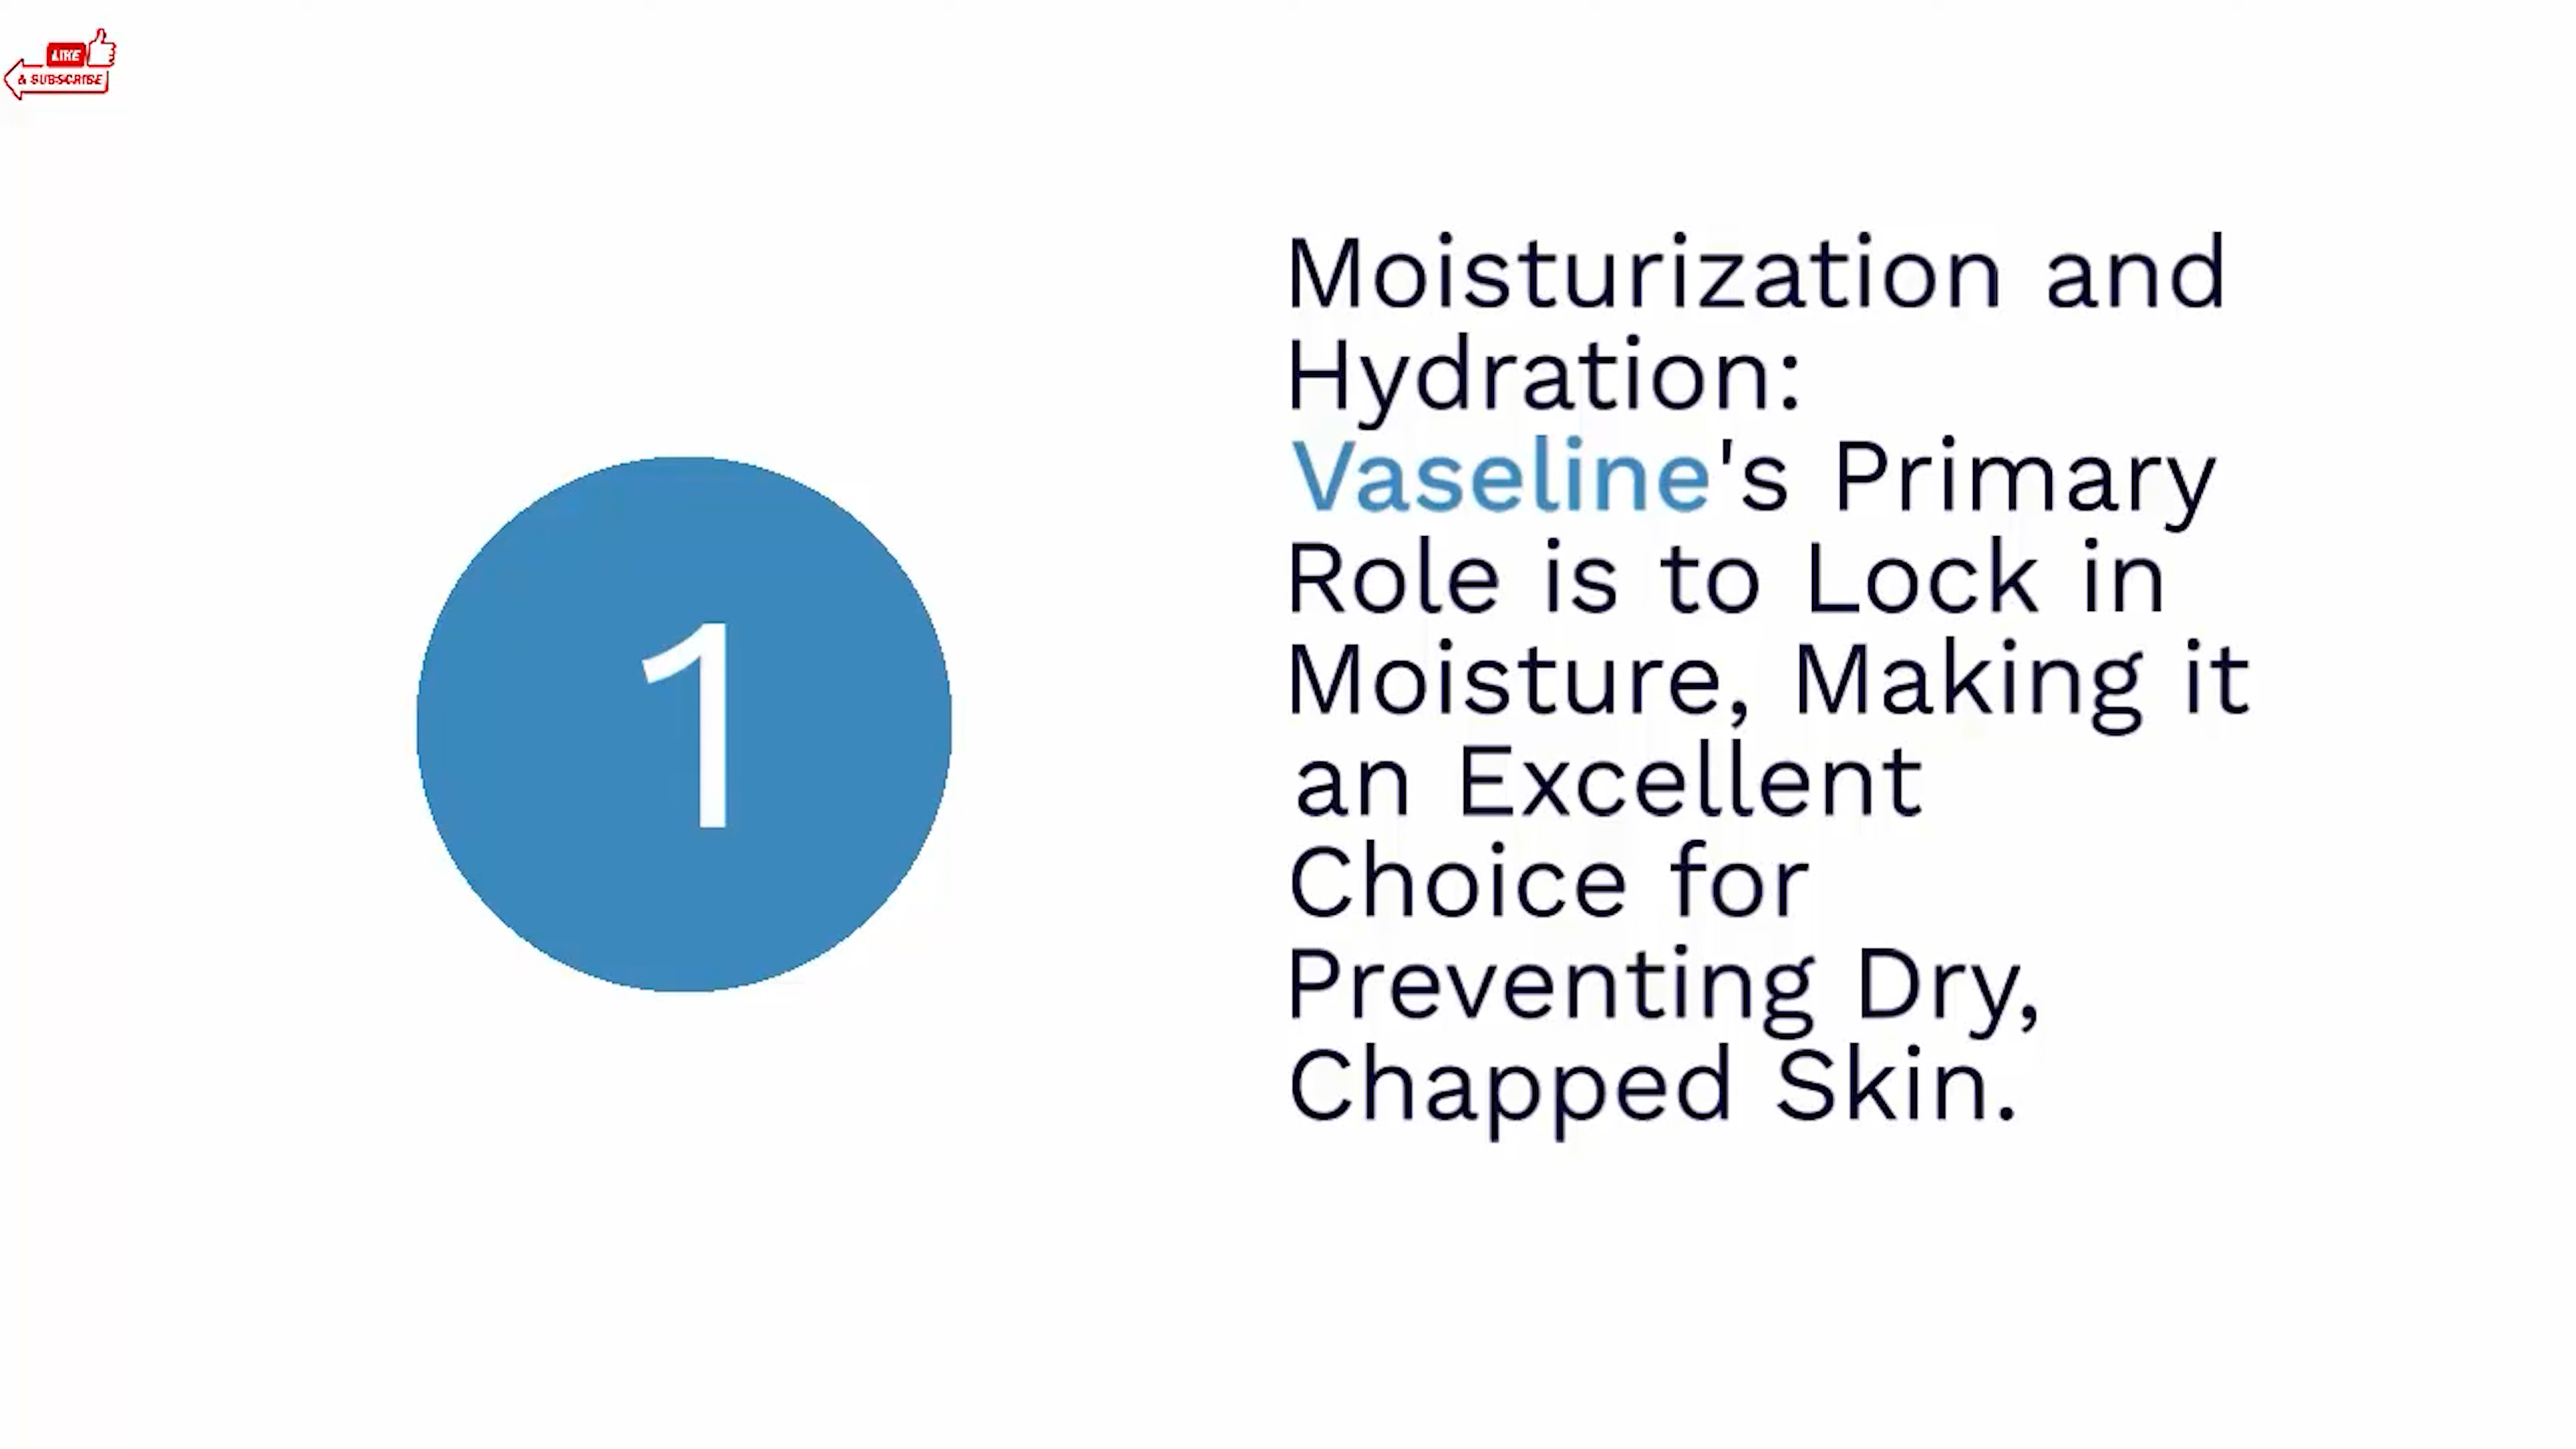 LIKE
& SUBSCRIBE
1
Moisturization and
Hydration:
Vaseline's Primary
Role is to Lock in
Moisture, Making it
an Excellent
Choice for
Preventing Dry,
Chapped Skin.